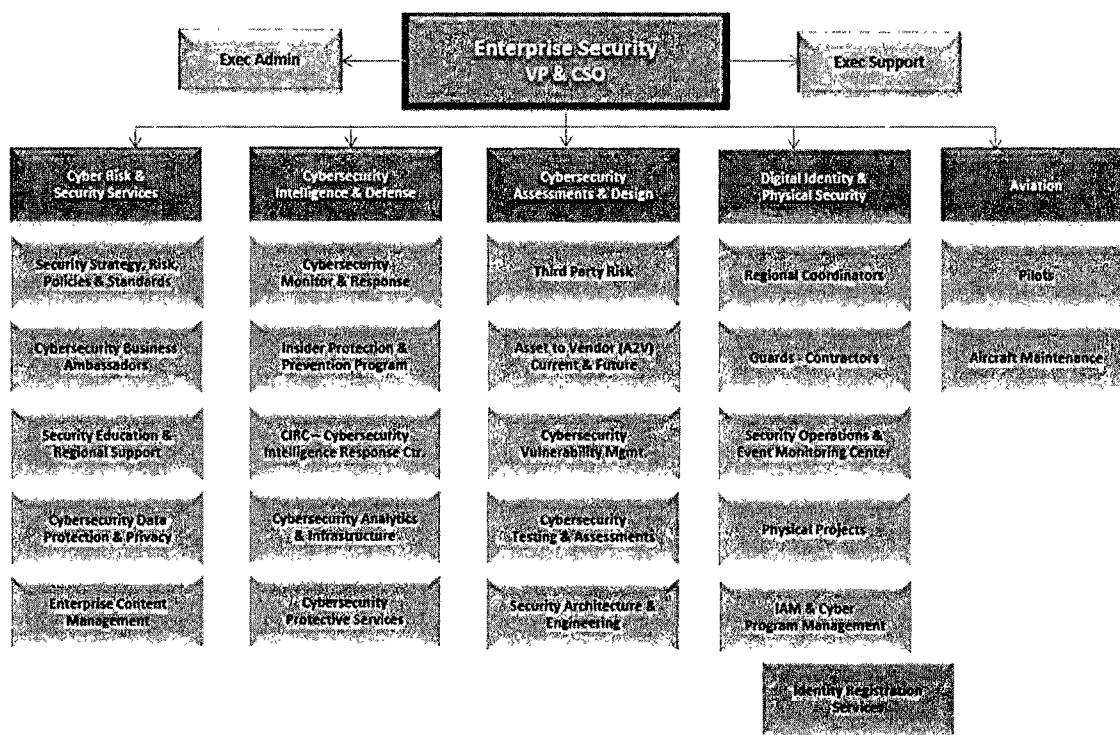 Exec Admin
Enterprise Security
VP & CSO
Exec Support
Cyber Risk &
Security Services
Cybersecurity
Intelligence & Defense
Cybersecurity
Assessments & Design
Digital Identity &
Physical Security
Aviation
Security Strategy, Risk,
Policies & Standards
Cybersecurity
Monitor & Response
Third Party Risk
Regional Coordinators
Pilots
Cybersecurity Business
Ambassadors
Insider Protection &
Prevention Program
Asset to Vendor (A2V)
Current & Future
Guards - Contractors
Aircraft Maintenance
Security Education &
Regional Support
CIRC – Cybersecurity
Intelligence Response Ctr.
Cybersecurity
Vulnerability Mgmt.
Security Operations &
Event Monitoring Center
Cybersecurity Data
Protection & Privacy
Cybersecurity Analytics
& Infrastructure
Cybersecurity
Testing & Assessments
Physical Projects
Enterprise Content
Management
Cybersecurity
Protective Services
Security Architecture &
Engineering
IAM & Cyber
Program Management
Identity Registration
Services